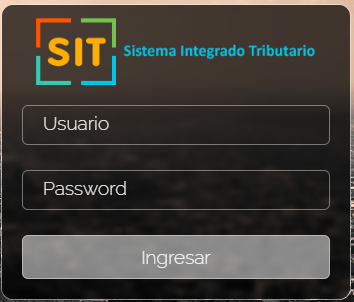 SIT Sistema Integrado Tributario
Usuario
Password
Ingresar